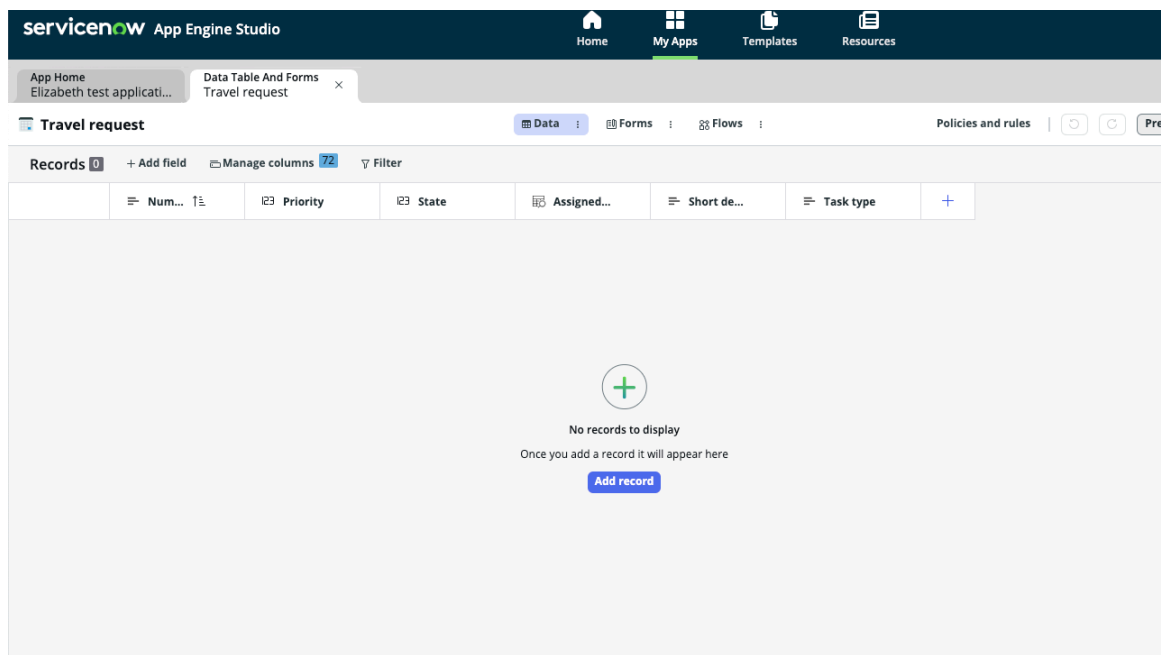 servicenow App Engine Studio
Home
My Apps
Templates
Resources
App Home
Elizabeth test applicati...
Data Table And Forms
Travel request
Travel request
Data
Forms
Flows
Policies and rules
Pre
Records 0
+ Add field
Manage columns 72
Filter
Num...
123 Priority
123 State
Assigned...
Short de...
Task type
No records to display
Once you add a record it will appear here
Add record